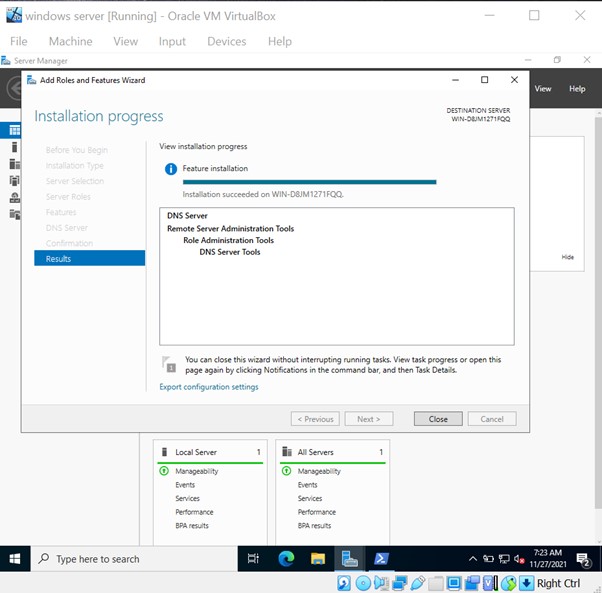 windows server [Running] - Oracle VM VirtualBox
File Machine View Input Devices Help
Server Manager
View Help
Add Roles and Features Wizard
Installation progress
DESTINATION SERVER
WIN-D8JM1271FQQ
Before You Begin
Installation Type
Server Selection
Server Roles
Features
DNS Server
Confirmation
Results
View installation progress
Feature installation
Installation succeeded on WIN-D8JM1271FQQ.
DNS Server
Remote Server Administration Tools
Role Administration Tools
DNS Server Tools
You can close this wizard without interrupting running tasks. View task progress or open this
page again by clicking Notifications in the command bar, and then Task Details.
Export configuration settings
< Previous Next > Close Cancel
Hide
Local Server 1
Manageability
Events
Services
Performance
BPA results
All Servers 1
Manageability
Events
Services
Performance
BPA results
Type here to search
7:23 AM
11/27/2021
2
Right Ctrl